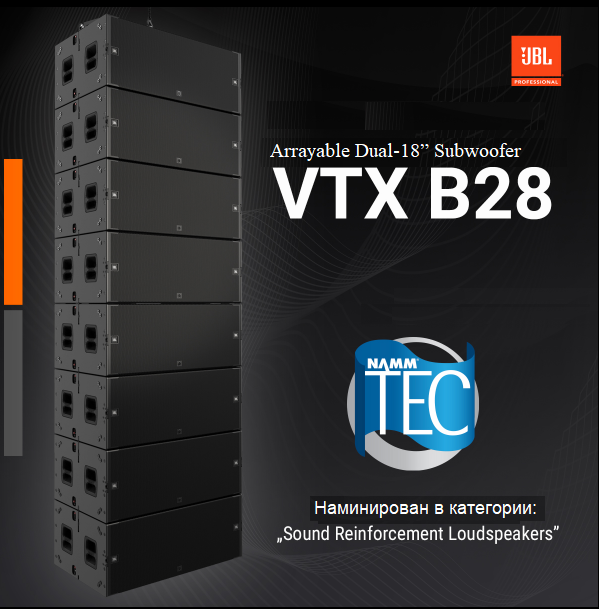 JBL
PROFESSIONAL
Arrayable Dual-18” Subwoofer
VTX B28
NAMM
TEC
Наминирован в категории:
„Sound Reinforcement Loudspeakers”